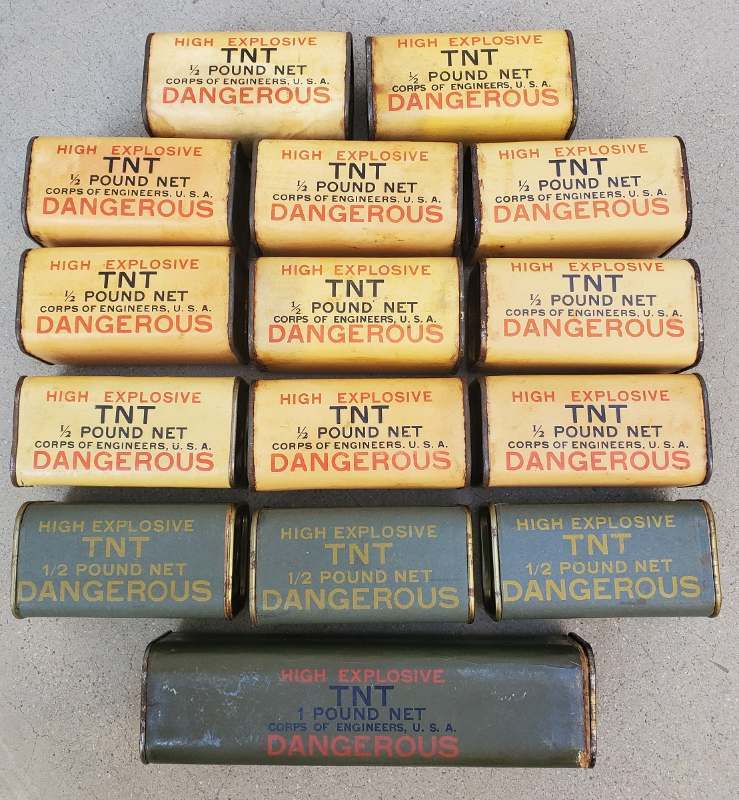 HIGH EXPLOSIVE
TNT
½ POUND NET
CORPS OF ENGINEERS, U. S. A.
DANGEROUS
HIGH EXPLOSIVE
TNT
½ POUND NET
CORPS OF ENGINEERS, U. S. A.
DANGEROUS
HIGH EXPLOSIVE
TNT
½ POUND NET
CORPS OF ENGINEERS, U. S. A.
DANGEROUS
HIGH EXPLOSIVE
TNT
½ POUND NET
CORPS OF ENGINEERS, U. S. A.
DANGEROUS
HIGH EXPLOSIVE
TNT
½ POUND NET
CORPS OF ENGINEERS, U. S. A.
DANGEROUS
HIGH EXPLOSIVE
TNT
½ POUND NET
CORPS OF ENGINEERS, U. S. A.
DANGEROUS
HIGH EXPLOSIVE
TNT
½ POUND NET
CORPS OF ENGINEERS, U. S. A.
DANGEROUS
HIGH EXPLOSIVE
TNT
½ POUND NET
CORPS OF ENGINEERS, U. S. A.
DANGEROUS
HIGH EXPLOSIVE
TNT
½ POUND NET
CORPS OF ENGINEERS, U. S. A.
DANGEROUS
HIGH EXPLOSIVE
TNT
½ POUND NET
CORPS OF ENGINEERS. U. S. A.
DANGEROUS
HIGH EXPLOSIVE
TNT
½ POUND NET
CORPS OF ENGINEERS, U. S. A.
DANGEROUS
HIGH EXPLOSIVE
TNT
1/2 POUND NET
DANGEROUS
HIGH EXPLOSIVE
TNT
1/2 POUND NET
DANGEROUS
HIGH EXPLOSIVE
TNT
1/2 POUND NET
DANGEROUS
HIGH EXPLOSIVE
TNT
1 POUND NET
CORPS OF ENGINEERS, U. S. A.
DANGEROUS